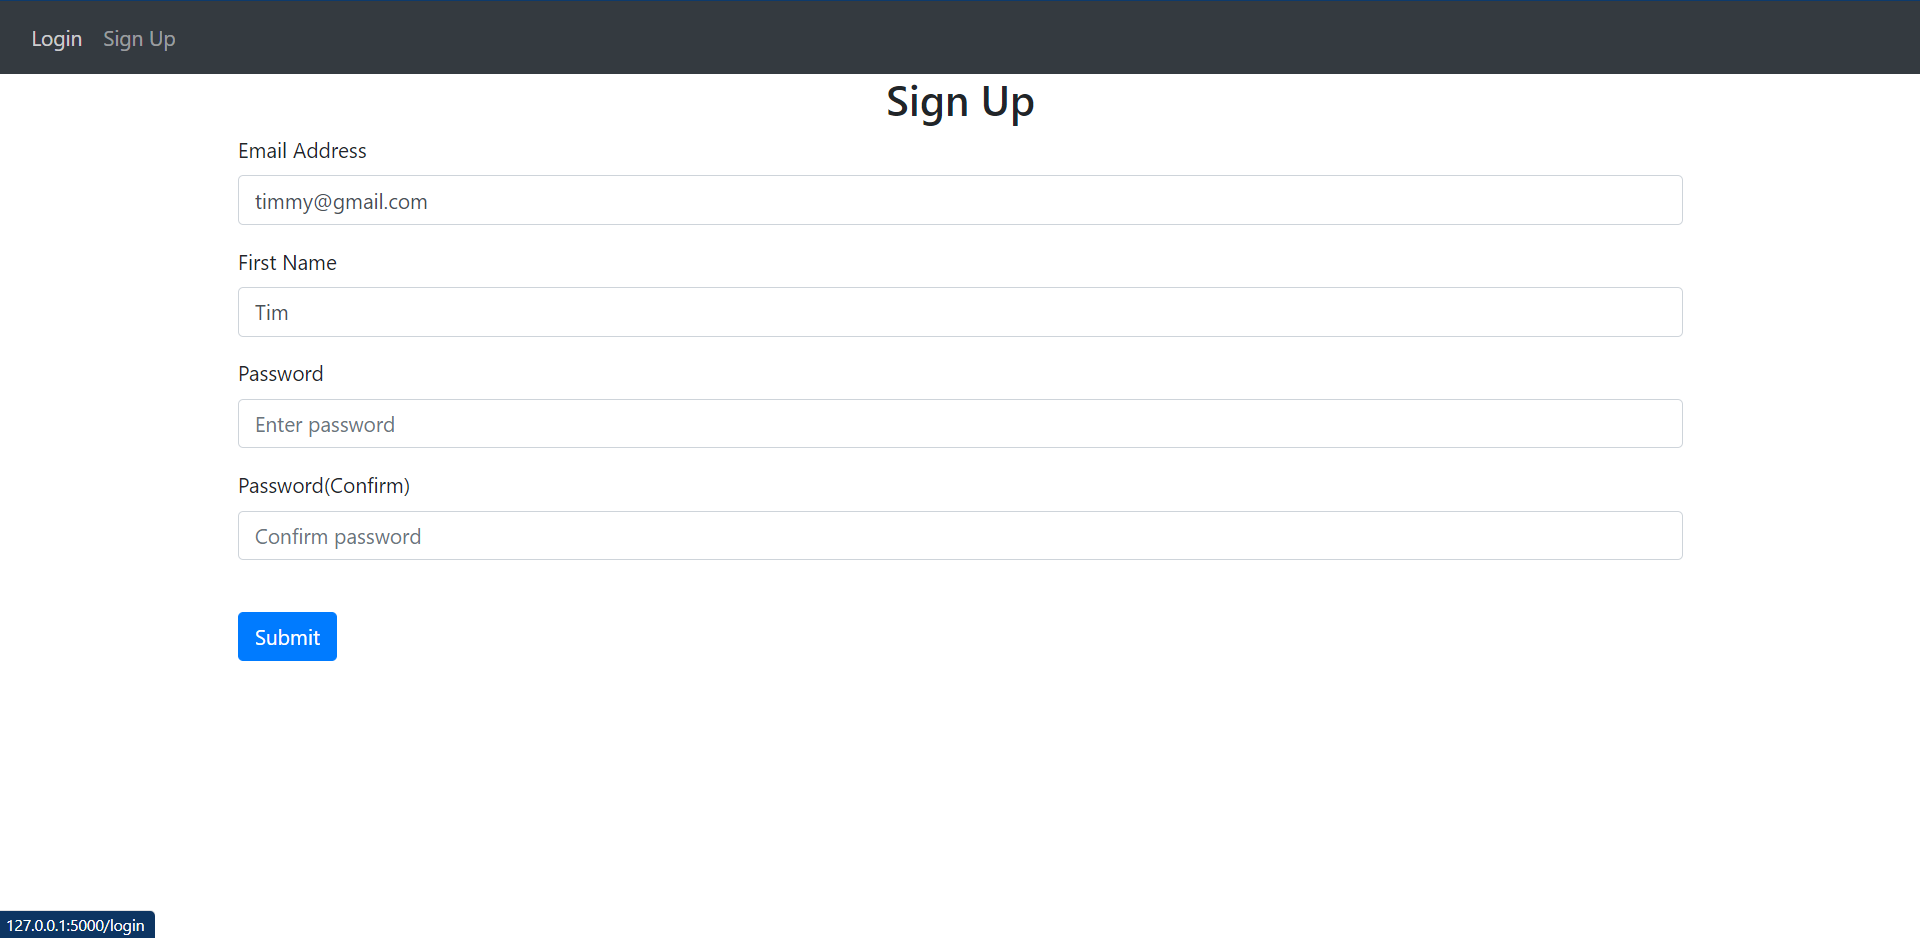 Login Sign Up
Sign Up
Email Address
timmy@gmail.com
First Name
Tim
Password
Enter password
Password(Confirm)
Confirm password
Submit
127.0.0.1:5000/login